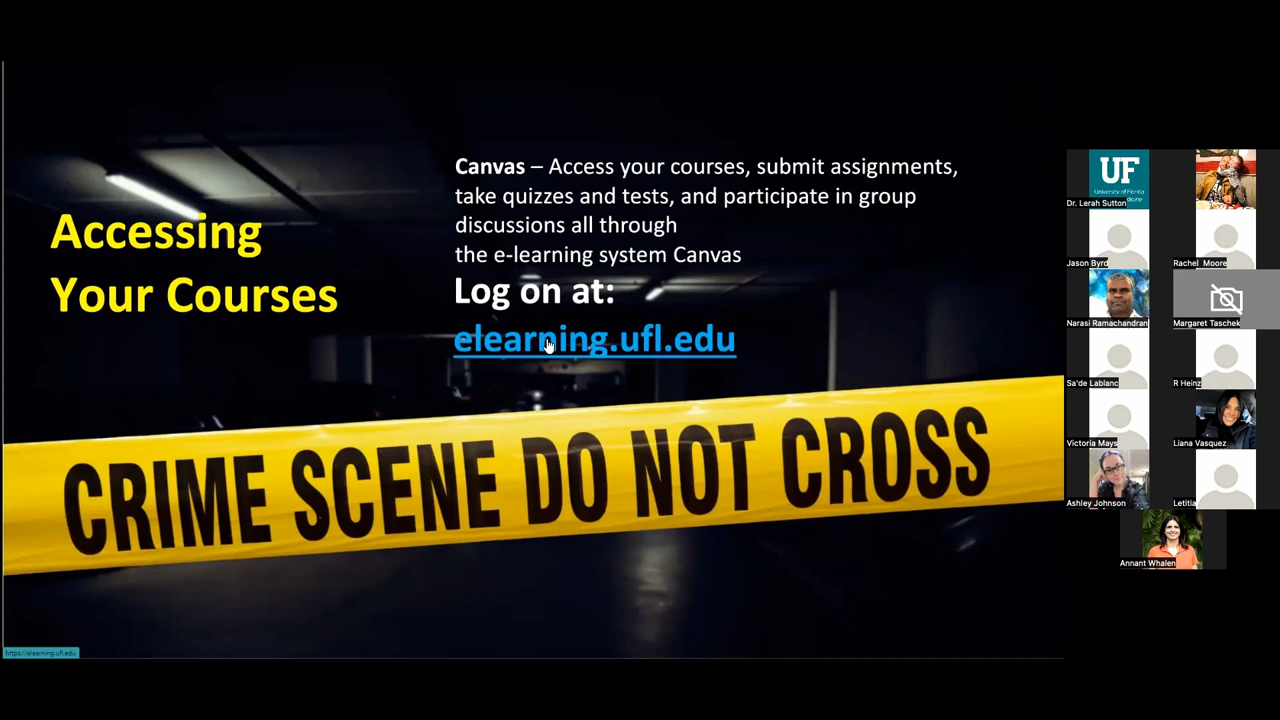 Accessing
Your Courses
Canvas – Access your courses, submit assignments,
take quizzes and tests, and participate in group
discussions all through
the e-learning system Canvas
Log on at:
elearning.ufl.edu
CRIME SCENE DO NOT CROSS
https://elearning.ufl.edu
UF
University of Florida
Dr. Lerah Sutton
Jason Byrd
Rachel Moore
Narasi Ramachandran
Margaret Taschek
Sa'de Lablanc
R Heinz
Victoria Mays
Liana Vasquez
Ashley Johnson
Letitia
Annant Whalen